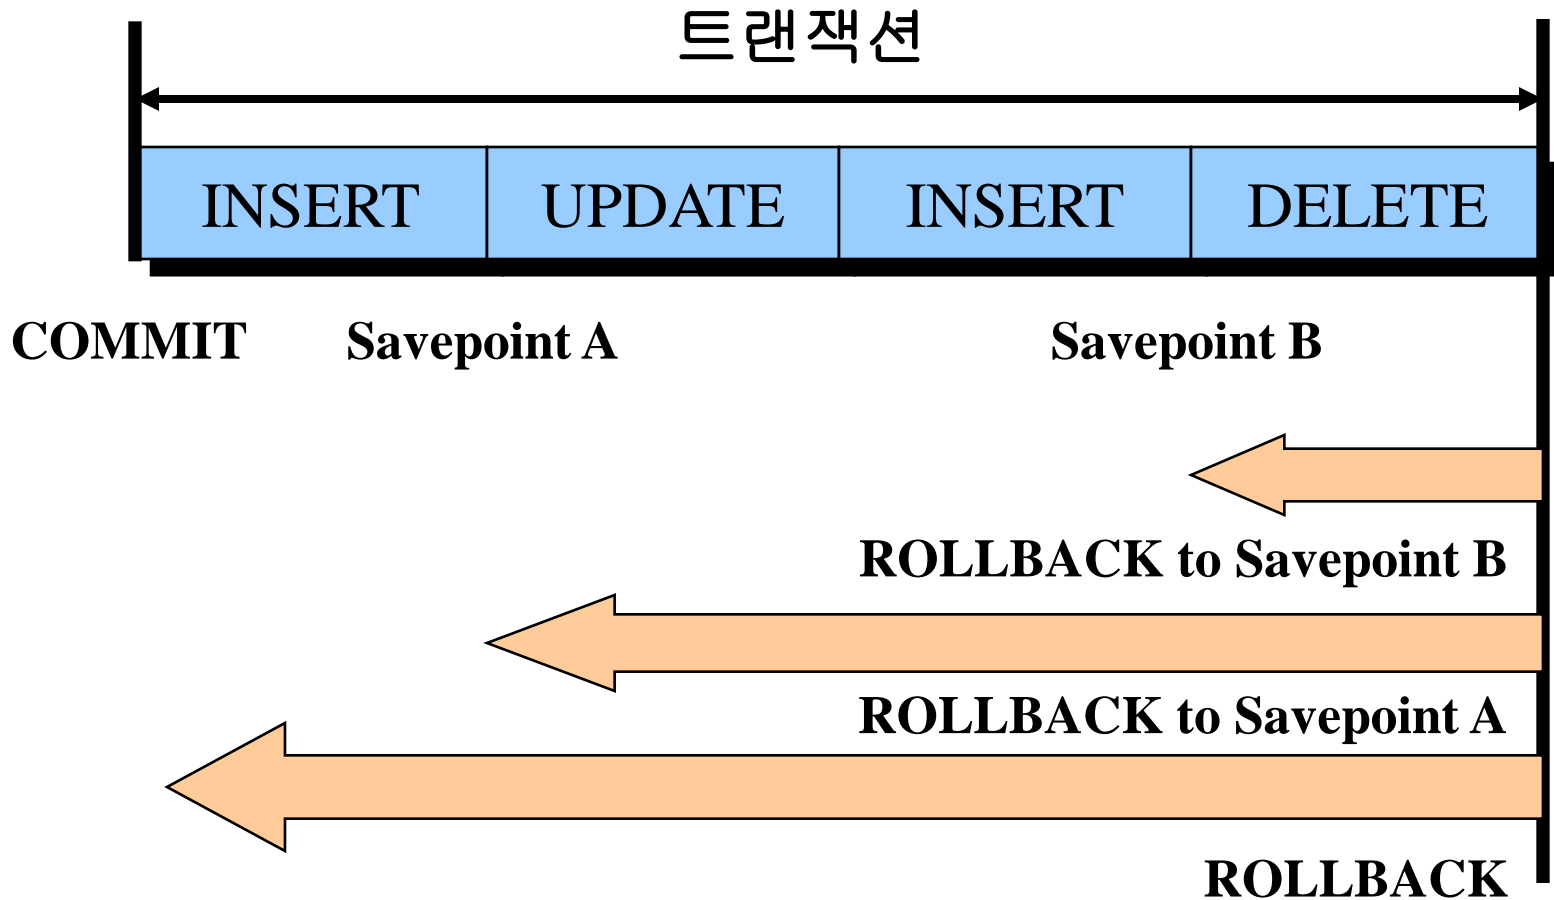 트랜잭션
INSERT UPDATE INSERT DELETE
COMMIT Savepoint A Savepoint B
ROLLBACK to Savepoint B
ROLLBACK to Savepoint A
ROLLBACK